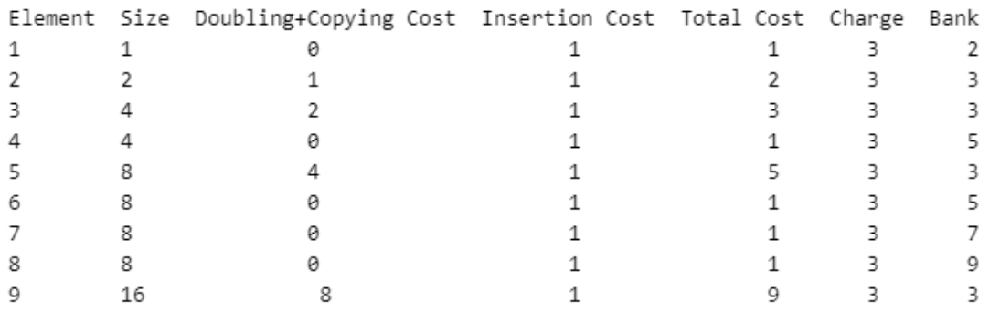 Element Size Doubling+Copying Cost Insertion Cost Total Cost Charge Bank
1 1 0 1 1 3 2
2 2 1 1 2 3 3
3 4 2 1 3 3 3
4 4 0 1 1 3 5
5 8 4 1 5 3 3
6 8 0 1 1 3 5
7 8 0 1 1 3 7
8 8 0 1 1 3 9
9 16 8 1 9 3 3